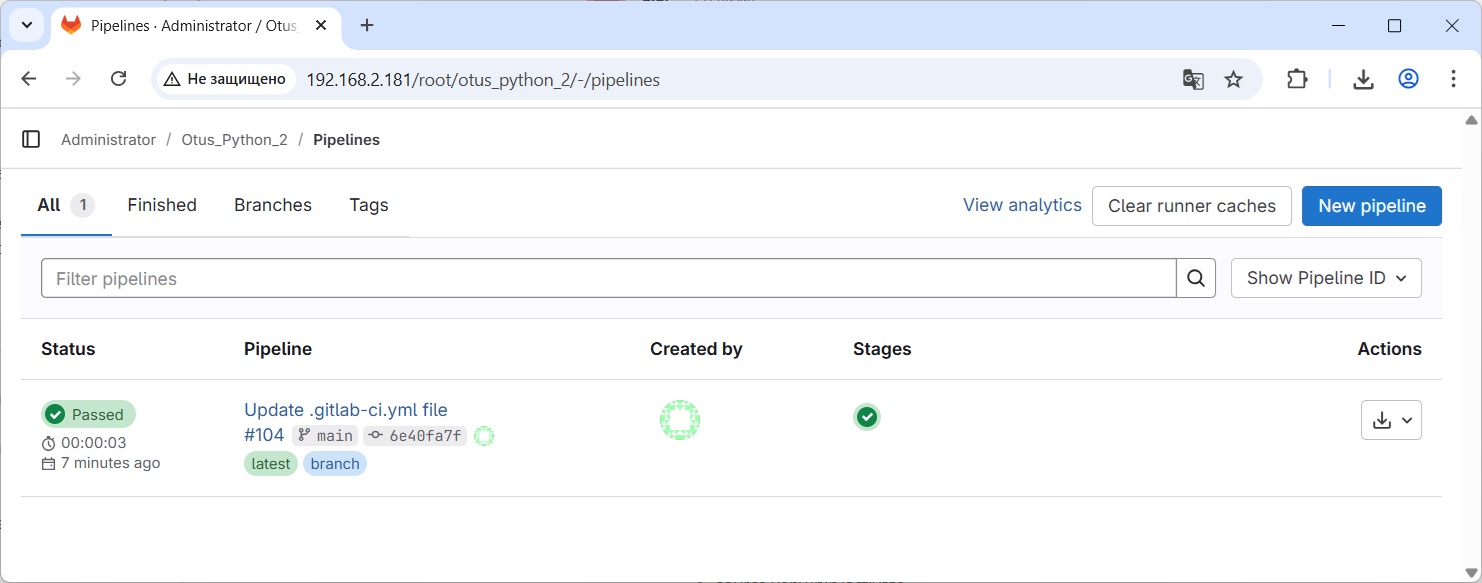 Pipelines · Administrator / Otus_
Не защищено 192.168.2.181/root/otus_python_2/-/pipelines
Administrator / Otus_Python_2 / Pipelines
All 1 Finished Branches Tags View analytics Clear runner caches New pipeline
Filter pipelines Show Pipeline ID
Status Pipeline Created by Stages Actions
Passed Update .gitlab-ci.yml file
00:00:03 #104 main 6e40fa7f
7 minutes ago latest branch